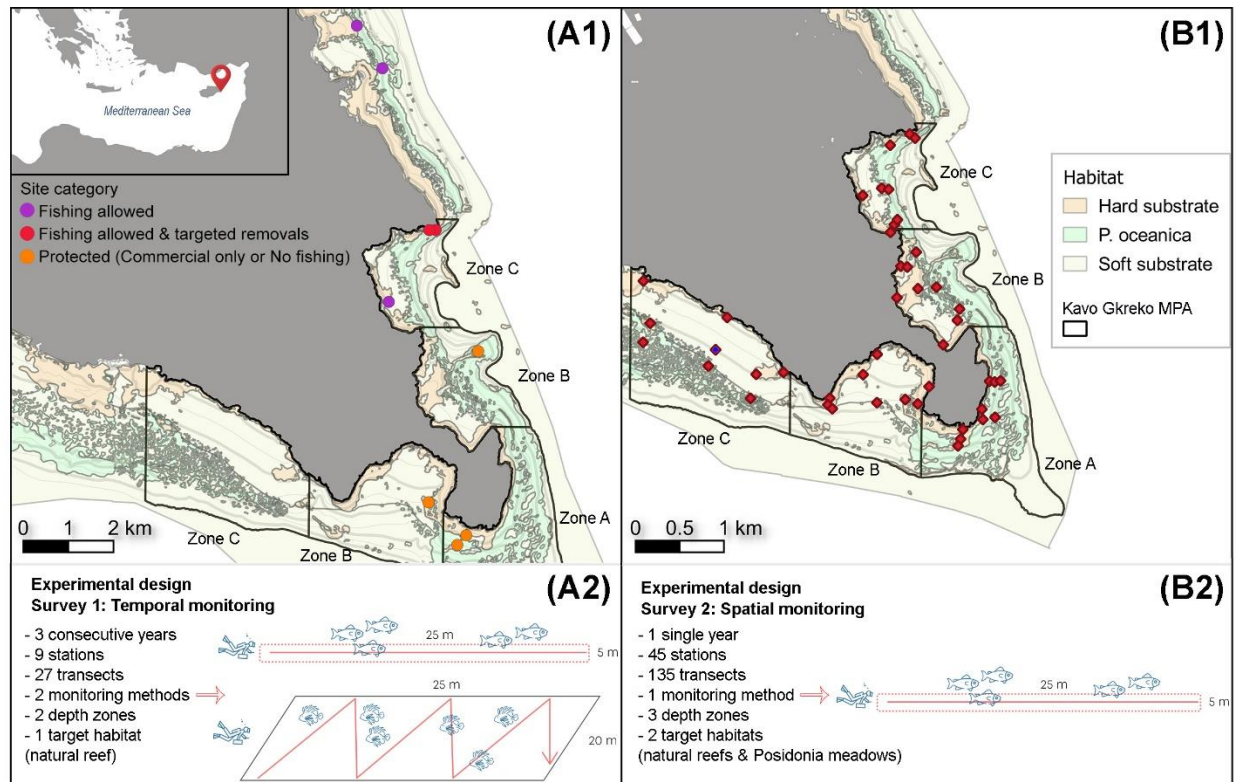 (A1)
Mediterranean Sea
Site category
Fishing allowed
Fishing allowed & targeted removals
Protected (Commercial only or No fishing)
Zone C
Zone B
Zone A
Zone C
Zone B
0 1 2 km
(B1)
Habitat
Hard substrate
P. oceanica
Soft substrate
Kavo Gkreko MPA
Zone C
Zone B
Zone A
Zone C
Zone B
0 0.5 1 km
(A2)
Experimental design
Survey 1: Temporal monitoring
- 3 consecutive years
- 9 stations
- 27 transects
- 2 monitoring methods
- 2 depth zones
- 1 target habitat
(natural reef)
25 m
5 m
25 m
20 m
(B2)
Experimental design
Survey 2: Spatial monitoring
- 1 single year
- 45 stations
- 135 transects
- 1 monitoring method
- 3 depth zones
- 2 target habitats
(natural reefs & Posidonia meadows)
25 m
5 m